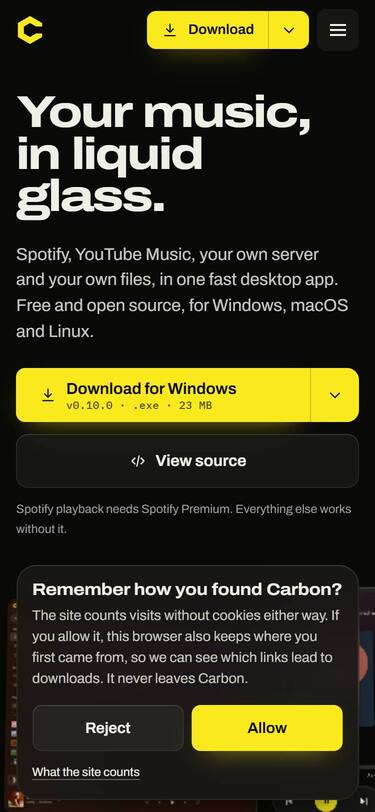 Download
Your music,
in liquid
glass.
Spotify, YouTube Music, your own server
and your own files, in one fast desktop app.
Free and open source, for Windows, macOS
and Linux.
Download for Windows
v0.10.0 · .exe · 23 MB
View source
Spotify playback needs Spotify Premium. Everything else works
without it.
Remember how you found Carbon?
The site counts visits without cookies either way. If
you allow it, this browser also keeps where you
first came from, so we can see which links lead to
downloads. It never leaves Carbon.
Reject
Allow
What the site counts